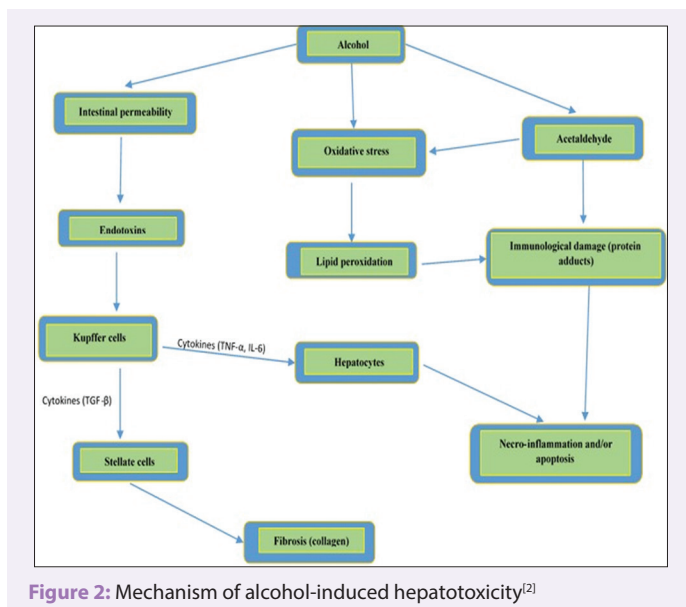 Alcohol
Intestinal permeability
Oxidative stress
Acetaldehyde
Endotoxins
Lipid peroxidation
Immunological damage (protein
adducts)
Kupffer cells
Cytokines (TNF-α, IL-6)
Hepatocytes
Cytokines (TGF-β)
Stellate cells
Necro-inflammation and/or
apoptosis
Fibrosis (collagen)
Figure 2: Mechanism of alcohol-induced hepatotoxicity[2]